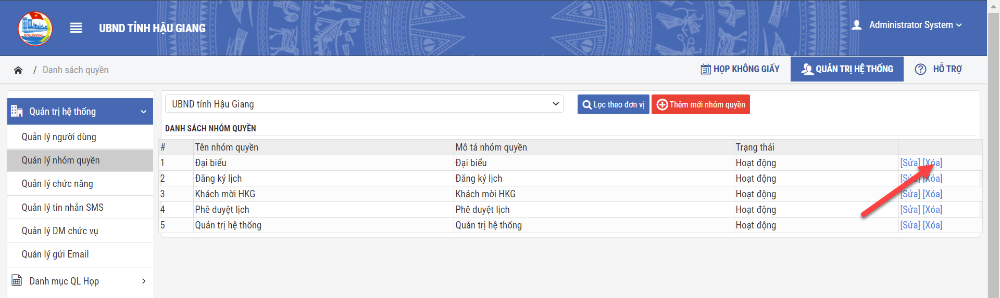 Hậu Giang
UBND TỈNH HẬU GIANG
Administrator System
/ Danh sách quyền
31 HỌP KHÔNG GIẤY
QUẢN TRỊ HỆ THỐNG
? HỖ TRỢ
Quản trị hệ thống
Quản lý người dùng
Quản lý nhóm quyền
Quản lý chức năng
Quản lý tin nhắn SMS
Quản lý DM chức vụ
Quản lý gửi Email
Danh mục QL Họp
UBND tỉnh Hậu Giang
Lọc theo đơn vị
Thêm mới nhóm quyền
DANH SÁCH NHÓM QUYỀN
# Tên nhóm quyền Mô tả nhóm quyền Trạng thái
1 Đại biểu Đại biểu Hoạt động [Sửa] [Xóa]
2 Đăng ký lịch Đăng ký lịch Hoạt động [Sửa] [Xóa]
3 Khách mời HKG Khách mời HKG Hoạt động [Sửa] [Xóa]
4 Phê duyệt lịch Phê duyệt lịch Hoạt động [Sửa] [Xóa]
5 Quản trị hệ thống Quản trị hệ thống Hoạt động [Sửa] [Xóa]